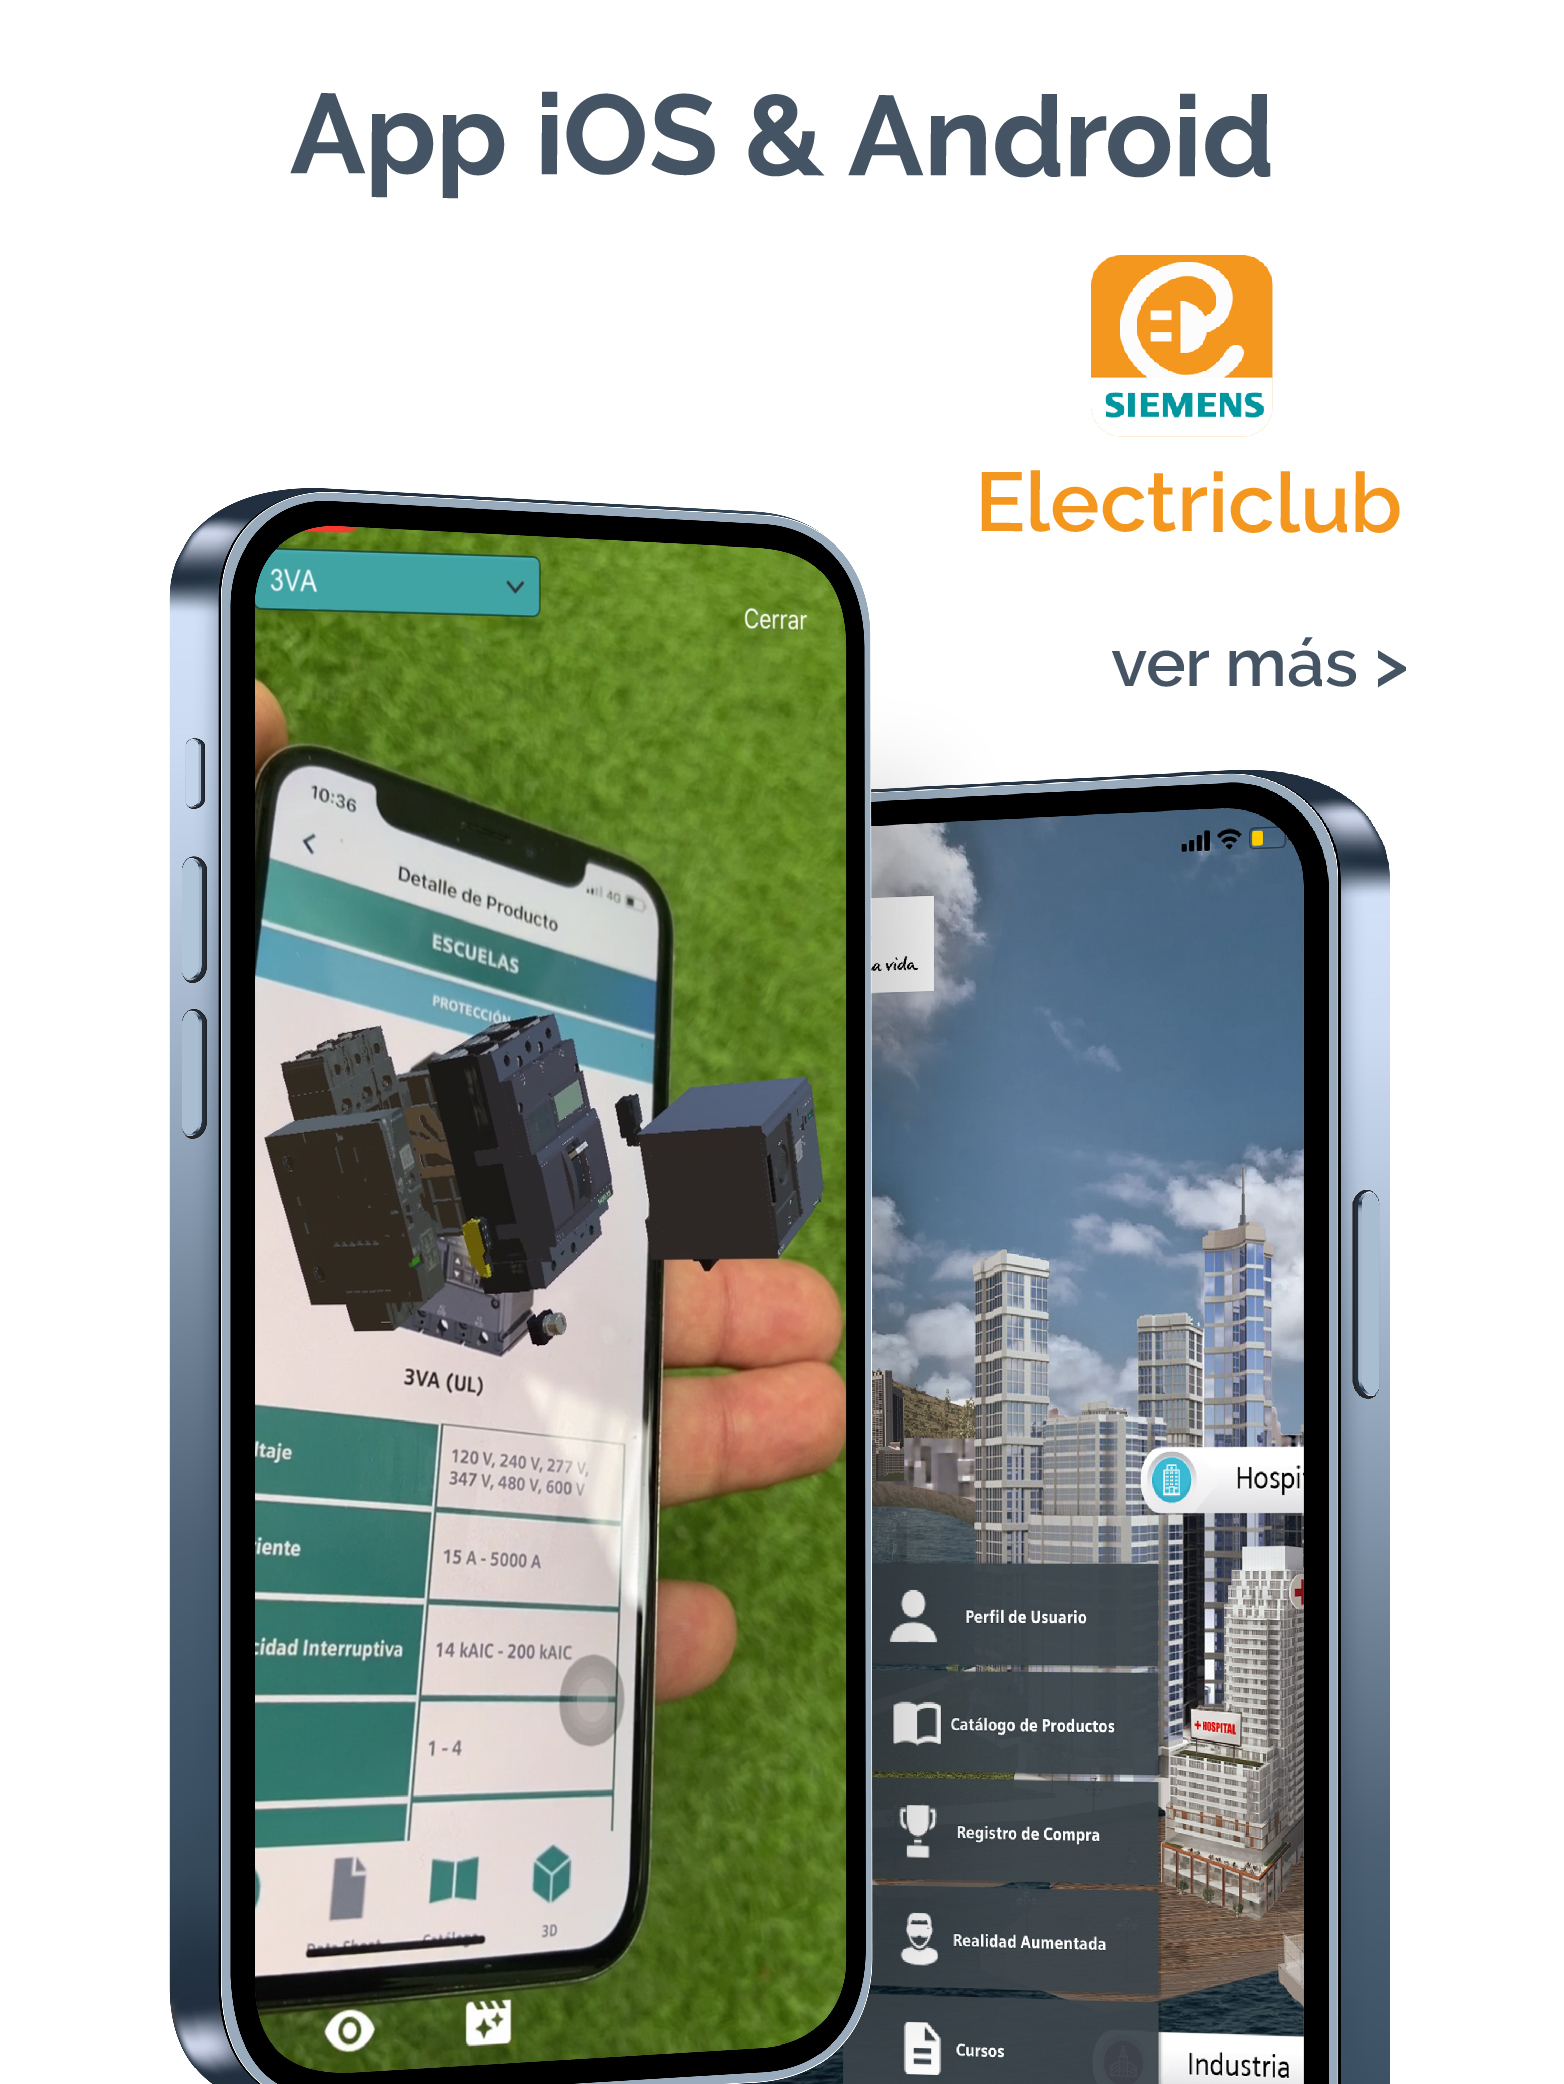 App iOS & Android
SIEMENS
Electriclub
ver más >
3VA
Cerrar
10:36
4G
Detalle de Producto
ESCUELAS
PROTECCIÓN
3VA (UL)
ltaje
120 V, 240 V, 277 V,
347 V, 480 V, 600 V
iente
15 A - 5000 A
cidad Interruptiva
14 kAIC - 200 kAIC
1 - 4
3D
a vida
Hospi
+ HOSPITAL
Perfil de Usuario
Catálogo de Productos
Registro de Compra
Realidad Aumentada
Cursos
Industria